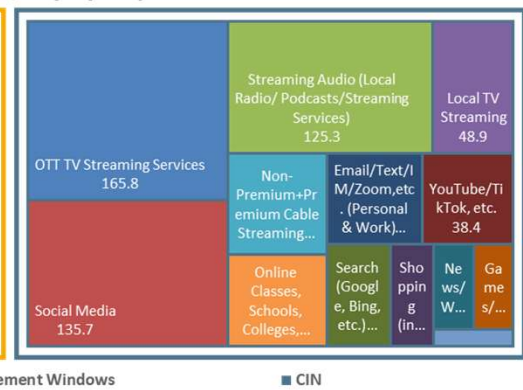 OTT TV Streaming Services
165.8
Social Media
135.7
Streaming Audio (Local
Radio/ Podcasts/Streaming
Services)
125.3
Local TV
Streaming
48.9
Non-
Premium+Pr
emium Cable
Streaming...
Email/Text/I
M/Zoom,etc
. (Personal
& Work)...
YouTube/Ti
kTok, etc.
38.4
Online
Classes,
Schools,
Colleges,...
Search
(Googl
e, Bing,
etc.)...
Sho
ppin
g
(in...
Ne
ws/
W...
Ga
me
s/...
ement Windows
CIN